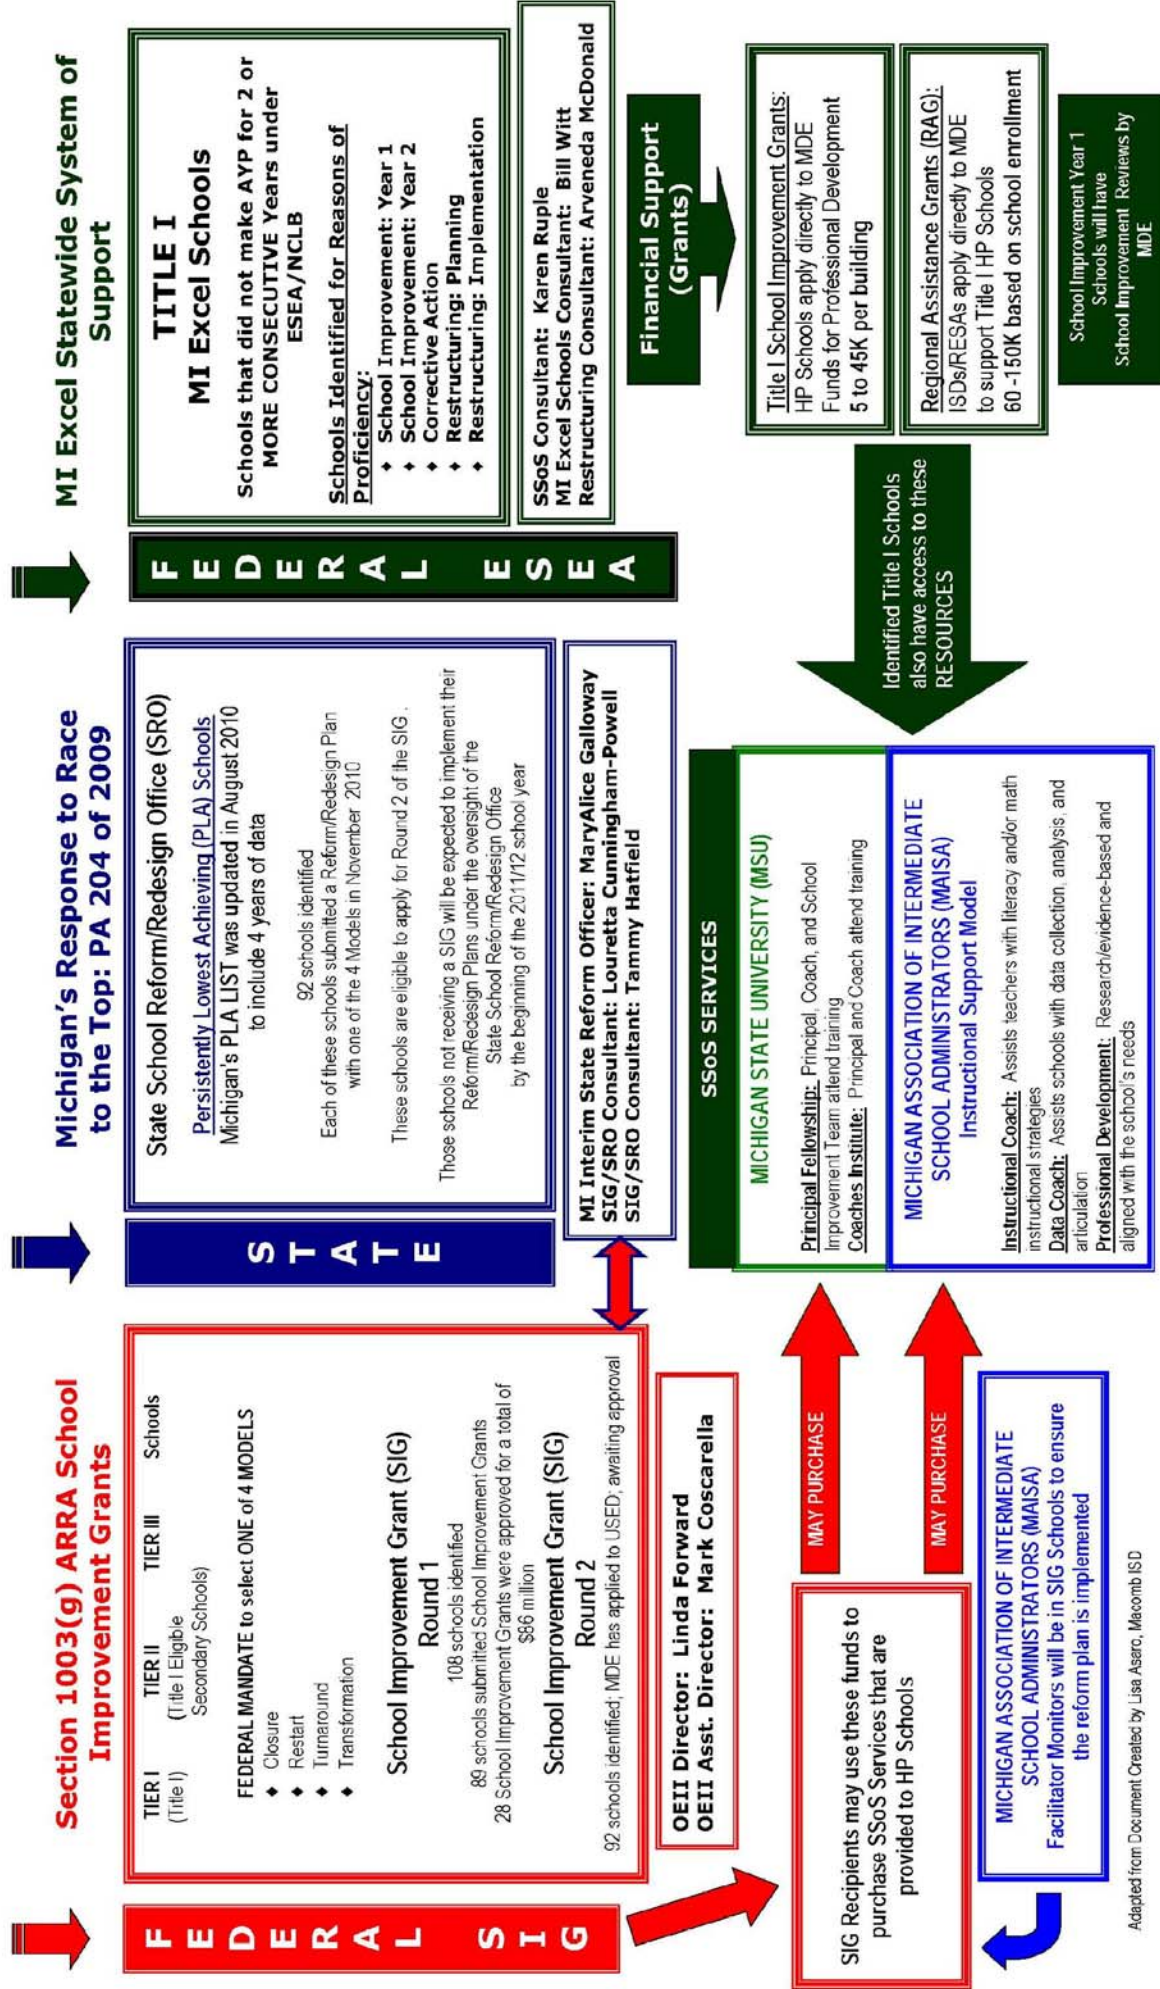 Section 1003(g) ARRA School
Improvement Grants
FEDERAL SIG
TIER I TIER II TIER III Schools
(Title I) (Title I Eligible
Secondary Schools)
FEDERAL MANDATE to select ONE of 4 MODELS
♦ Closure
♦ Restart
♦ Turnaround
♦ Transformation
School Improvement Grant (SIG)
Round 1
108 schools identified
89 schools submitted School Improvement Grants
28 School Improvement Grants were approved for a total of
$86 million
School Improvement Grant (SIG)
Round 2
92 schools identified; MDE has applied to USED; awaiting approval
OEII Director: Linda Forward
OEII Asst. Director: Mark Coscarella
Michigan's Response to Race
to the Top: PA 204 of 2009
STATE
State School Reform/Redesign Office (SRO)
Persistently Lowest Achieving (PLA) Schools
Michigan's PLA LIST was updated in August 2010
to include 4 years of data
92 schools identified
Each of these schools submitted a Reform/Redesign Plan
with one of the 4 Models in November 2010
These schools are eligible to apply for Round 2 of the SIG .
Those schools not receiving a SIG will be expected to implement their
Reform/Redesign Plans under the oversight of the
State School Reform/Redesign Office
by the beginning of the 2011/12 school year
MI Interim State Reform Officer: MaryAlice Galloway
SIG/SRO Consultant: Louretta Cunningham-Powell
SIG/SRO Consultant: Tammy Hatfield
MI Excel Statewide System of
Support
FEDERAL ESEA
TITLE I
MI Excel Schools
Schools that did not make AYP for 2 or
MORE CONSECUTIVE Years under
ESEA/NCLB
Schools Identified for Reasons of
Proficiency:
♦ School Improvement: Year 1
♦ School Improvement: Year 2
♦ Corrective Action
♦ Restructuring: Planning
♦ Restructuring: Implementation
SSoS Consultant: Karen Ruple
MI Excel Schools Consultant: Bill Witt
Restructuring Consultant: Arveneda McDonald
Financial Support
(Grants)
Title I School Improvement Grants:
HP Schools apply directly to MDE
Funds for Professional Development
5 to 45K per building
Regional Assistance Grants (RAG):
ISDs/RESAs apply directly to MDE
to support Title I HP Schools
60 -150K based on school enrollment
School Improvement Year 1
Schools will have
School Improvement Reviews by
MDE
Identified Title I Schools
also have access to these
RESOURCES
SSoS SERVICES
MICHIGAN STATE UNIVERSITY (MSU)
Principal Fellowship: Principal, Coach, and School
Improvement Team attend training
Coaches Institute: Principal and Coach attend training
MICHIGAN ASSOCIATION OF INTERMEDIATE
SCHOOL ADMINISTRATORS (MAISA)
Instructional Support Model
Instructional Coach: Assists teachers with literacy and/or math
instructional strategies
Data Coach: Assists schools with data collection, analysis, and
articulation
Professional Development: Research/evidence-based and
aligned with the school's needs
MAY PURCHASE
MAY PURCHASE
SIG Recipients may use these funds to
purchase SSoS Services that are
provided to HP Schools
MICHIGAN ASSOCIATION OF INTERMEDIATE
SCHOOL ADMINISTRATORS (MAISA)
Facilitator Monitors will be in SIG Schools to ensure
the reform plan is implemented
Adapted from Document Created by Lisa Asaro, Macomb ISD